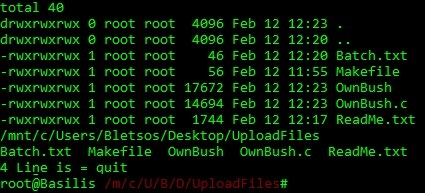 total 40
drwxrwxrwx 0 root root  4096 Feb 12 12:23 .
drwxrwxrwx 0 root root  4096 Feb 12 12:20 ..
-rwxrwxrwx 1 root root    46 Feb 12 12:20 Batch.txt
-rwxrwxrwx 1 root root    56 Feb 12 11:55 Makefile
-rwxrwxrwx 1 root root 17672 Feb 12 12:23 OwnBush
-rwxrwxrwx 1 root root 14694 Feb 12 12:23 OwnBush.c
-rwxrwxrwx 1 root root  1744 Feb 12 12:17 ReadMe.txt
/mnt/c/Users/Bletsos/Desktop/UploadFiles
Batch.txt  Makefile  OwnBush  OwnBush.c  ReadMe.txt
4 Line is = quit
root@Basilis /m/c/U/B/D/UploadFiles#